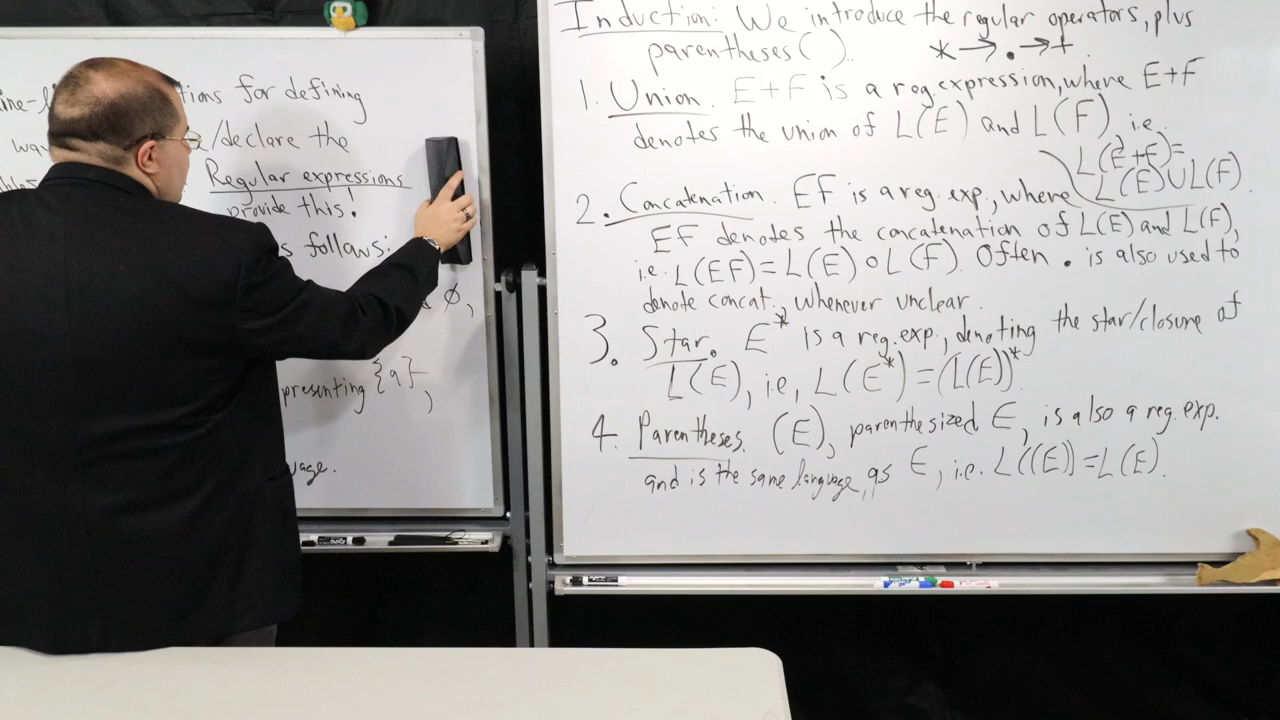 tions for defining
/declare the
Regular expressions
provide this!
s follows:
∅,
presenting {a},
uage.
Induction: We introduce the regular operators, plus
parentheses ( ). * → . → +
1. Union. E+F is a reg. expression, where E+F
denotes the union of L(E) and L(F), i.e.
L(E+F)=
L(E)∪L(F).
2. Concatenation. EF is a reg. exp., where
EF denotes the concatenation of L(E) and L(F),
i.e. L(EF)=L(E)∘L(F). Often . is also used to
denote concat., whenever unclear.
3. Star. E* is a reg. exp., denoting the star/closure of
L(E), i.e, L(E*)=(L(E))*.
4. Parentheses. (E), parenthesized E, is also a reg. exp.
and is the same language as E, i.e. L((E))=L(E).